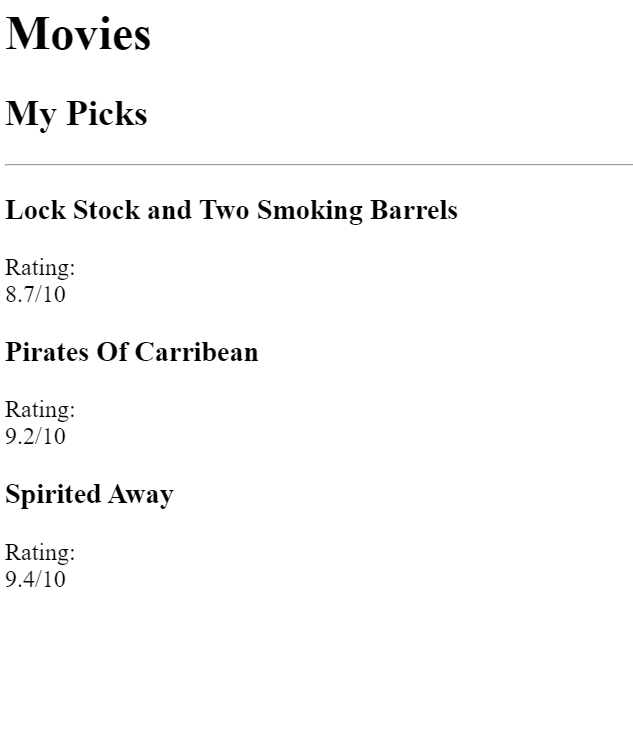 Movies
My Picks
Lock Stock and Two Smoking Barrels
Rating:
8.7/10
Pirates Of Carribean
Rating:
9.2/10
Spirited Away
Rating:
9.4/10